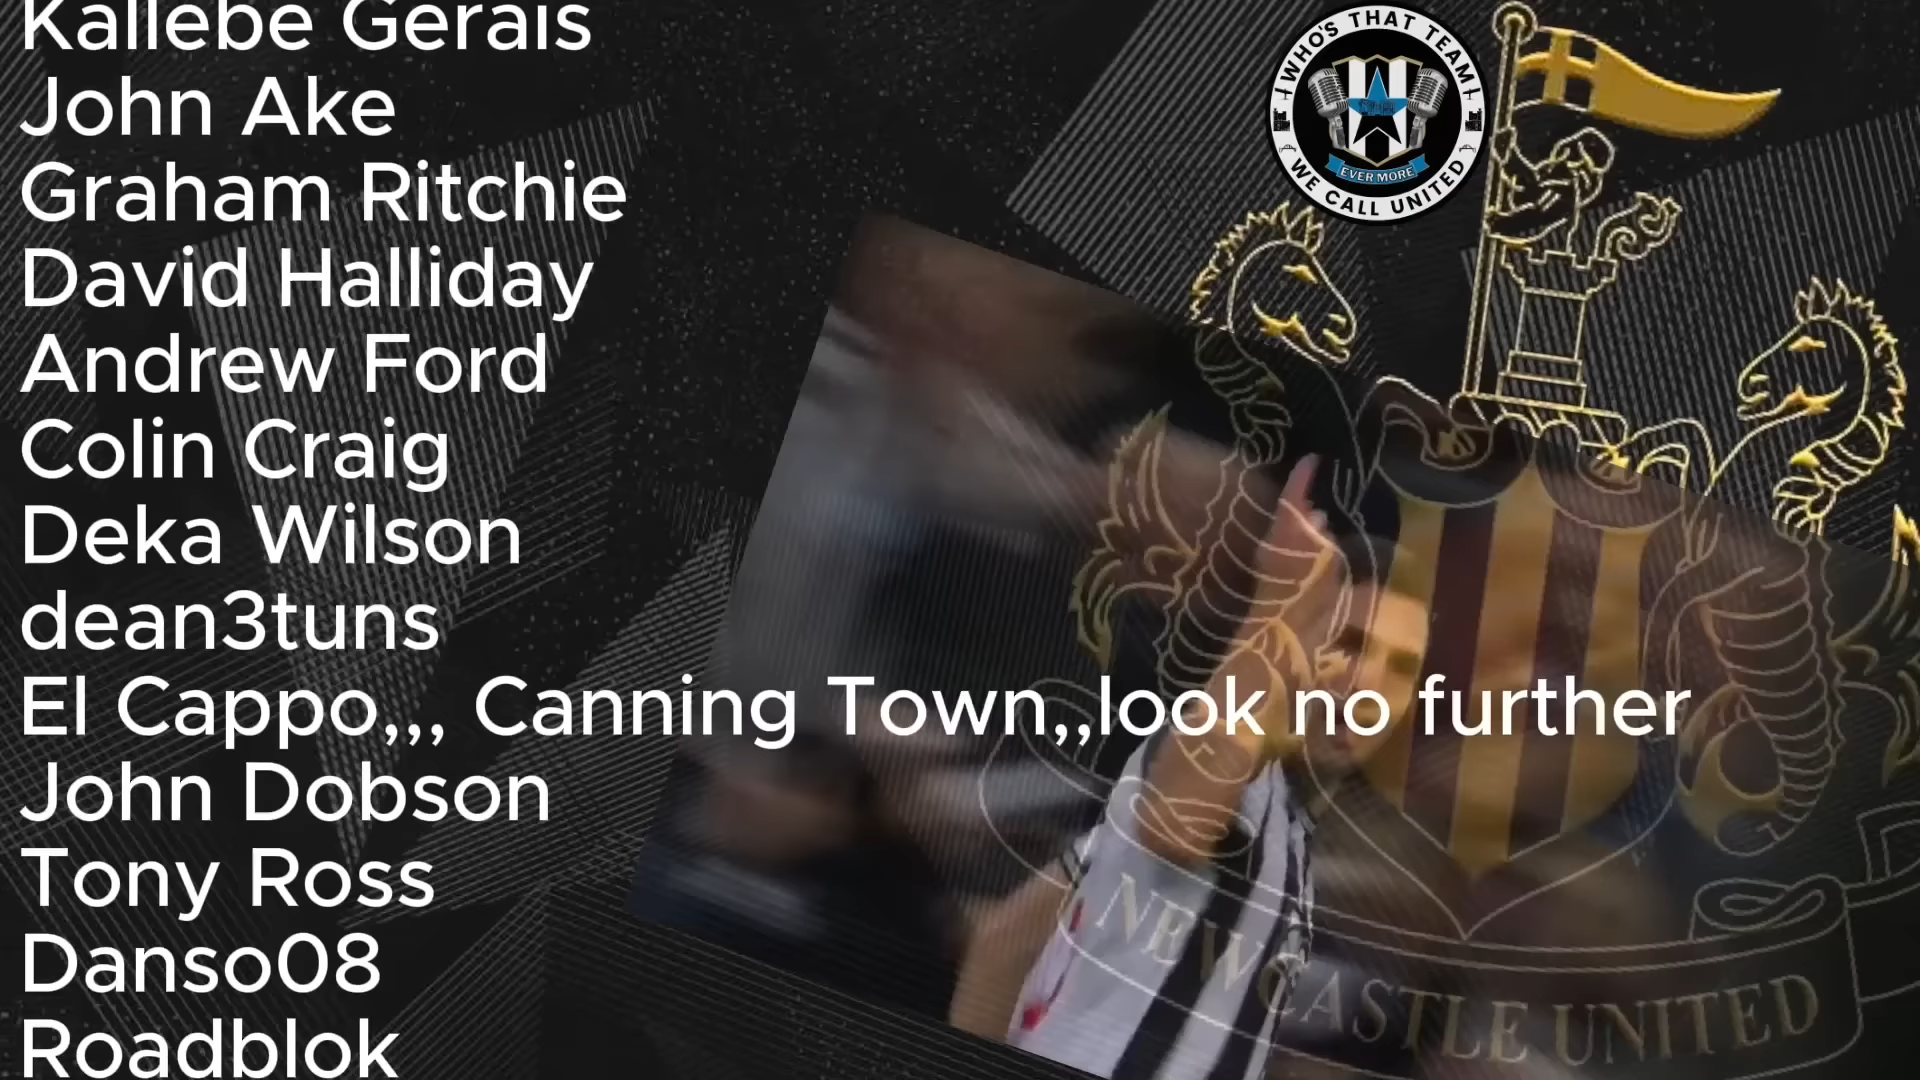 Kallebe Gerais
John Ake
Graham Ritchie
David Halliday
Andrew Ford
Colin Craig
Deka Wilson
dean3tuns
El Cappo,,, Canning Town,,look no further
John Dobson
Tony Ross
Danso08
Roadblok
WHO'S THAT TEAM
EVER MORE
WE CALL UNITED
NEWCASTLE UNITED